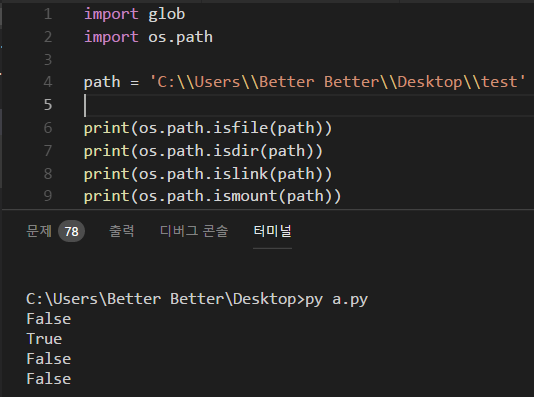 1 import glob
2 import os.path
3
4 path = 'C:\\Users\\Better Better\\Desktop\\test'
5
6 print(os.path.isfile(path))
7 print(os.path.isdir(path))
8 print(os.path.islink(path))
9 print(os.path.ismount(path))
문제 78 출력 디버그 콘솔 터미널
C:\Users\Better Better\Desktop>py a.py
False
True
False
False